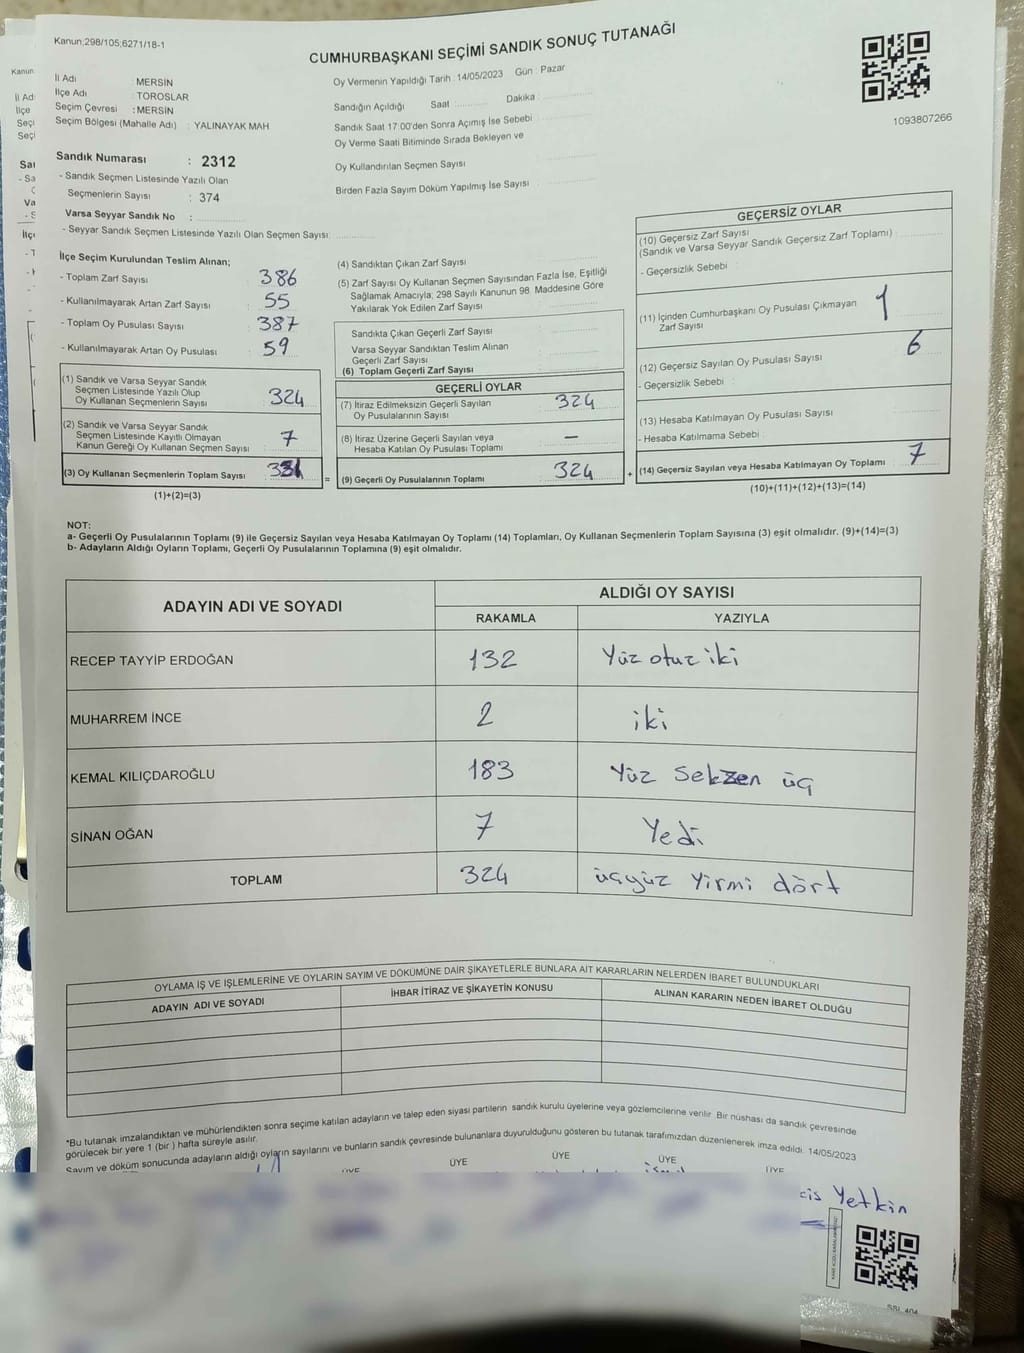 Kanun;298/105;6271/18-1
CUMHURBAŞKANI SEÇİMİ SANDIK SONUÇ TUTANAĞI
1093807266
İl Adı : MERSİN
İlçe Adı : TOROSLAR
Seçim Çevresi : MERSİN
Seçim Bölgesi (Mahalle Adı) : YALINAYAK MAH
Oy Vermenin Yapıldığı Tarih : 14/05/2023 Gün : Pazar
Sandığın Açıldığı Saat : Dakika :
Sandık Saat 17:00'den Sonra Açımış İse Sebebi :
Oy Verme Saati Bitiminde Sırada Bekleyen ve
Oy Kullandırılan Seçmen Sayısı :
Birden Fazla Sayım Döküm Yapılmış İse Sayısı :
Sandık Numarası : 2312
- Sandık Seçmen Listesinde Yazılı Olan
Seçmenlerin Sayısı : 374
Varsa Seyyar Sandık No :
- Seyyar Sandık Seçmen Listesinde Yazılı Olan Seçmen Sayısı:
İlçe Seçim Kurulundan Teslim Alınan;
- Toplam Zarf Sayısı : 386
- Kullanılmayarak Artan Zarf Sayısı : 55
- Toplam Oy Pusulası Sayısı : 387
- Kullanılmayarak Artan Oy Pusulası : 59
(1) Sandık ve Varsa Seyyar Sandık
Seçmen Listesinde Yazılı Olup
Oy Kullanan Seçmenlerin Sayısı : 324
(2) Sandık ve Varsa Seyyar Sandık
Seçmen Listesinde Kayıtlı Olmayan
Kanun Gereği Oy Kullanan Seçmen Sayısı : 7
(3) Oy Kullanan Seçmenlerin Toplam Sayısı : 331
(1)+(2)=(3)
(4) Sandıktan Çıkan Zarf Sayısı :
(5) Zarf Sayısı Oy Kullanan Seçmen Sayısından Fazla İse, Eşitliği
Sağlamak Amacıyla; 298 Sayılı Kanunun 98. Maddesine Göre
Yakılarak Yok Edilen Zarf Sayısı :
Sandıkta Çıkan Geçerli Zarf Sayısı :
Varsa Seyyar Sandıktan Teslim Alınan
Geçerli Zarf Sayısı :
(6) Toplam Geçerli Zarf Sayısı :
GEÇERLİ OYLAR
(7) İtiraz Edilmeksizin Geçerli Sayılan
Oy Pusulalarının Sayısı : 324
(8) İtiraz Üzerine Geçerli Sayılan veya
Hesaba Katılan Oy Pusulası Toplamı : –
= (9) Geçerli Oy Pusulalarının Toplamı : 324 +
GEÇERSİZ OYLAR
(10) Geçersiz Zarf Sayısı
(Sandık ve Varsa Seyyar Sandık Geçersiz Zarf Toplamı) :
- Geçersizlik Sebebi :
(11) İçinden Cumhurbaşkanı Oy Pusulası Çıkmayan
Zarf Sayısı : 1
(12) Geçersiz Sayılan Oy Pusulası Sayısı : 6
- Geçersizlik Sebebi :
(13) Hesaba Katılmayan Oy Pusulası Sayısı :
- Hesaba Katılmama Sebebi :
(14) Geçersiz Sayılan veya Hesaba Katılmayan Oy Toplamı : 7
(10)+(11)+(12)+(13)=(14)
NOT:
a- Geçerli Oy Pusulalarının Toplamı (9) ile Geçersiz Sayılan veya Hesaba Katılmayan Oy Toplamı (14) Toplamları, Oy Kullanan Seçmenlerin Toplam Sayısına (3) eşit olmalıdır. (9)+(14)=(3)
b- Adayların Aldığı Oyların Toplamı, Geçerli Oy Pusulalarının Toplamına (9) eşit olmalıdır.
ADAYIN ADI VE SOYADI
ALDIĞI OY SAYISI
RAKAMLA YAZIYLA
RECEP TAYYİP ERDOĞAN 132 Yüz otuz iki
MUHARREM İNCE 2 iki
KEMAL KILIÇDAROĞLU 183 Yüz Seksen üç
SİNAN OĞAN 7 Yedi
TOPLAM 324 üçyüz Yirmi dört
OYLAMA İŞ VE İŞLEMLERİNE VE OYLARIN SAYIM VE DÖKÜMÜNE DAİR ŞİKAYETLERLE BUNLARA AİT KARARLARIN NELERDEN İBARET BULUNDUKLARI
ADAYIN ADI VE SOYADI İHBAR İTİRAZ VE ŞİKAYETİN KONUSU ALINAN KARARIN NEDEN İBARET OLDUĞU
*Bu tutanak imzalandıktan ve mühürlendikten sonra seçime katılan adayların ve talep eden siyasi partilerin sandık kurulu üyelerine veya gözlemcilerine verilir. Bir nüshası da sandık çevresinde
görülecek bir yere 1 (bir) hafta süreyle asılır.
Sayım ve döküm sonucunda adayların aldığı oyların sayılarını ve bunların sandık çevresinde bulunanlara duyurulduğunu gösteren bu tutanak tarafımızdan düzenlenerek imza edildi. 14/05/2023
ÜYE ÜYE ÜYE ÜYE ÜYE
Yetkin